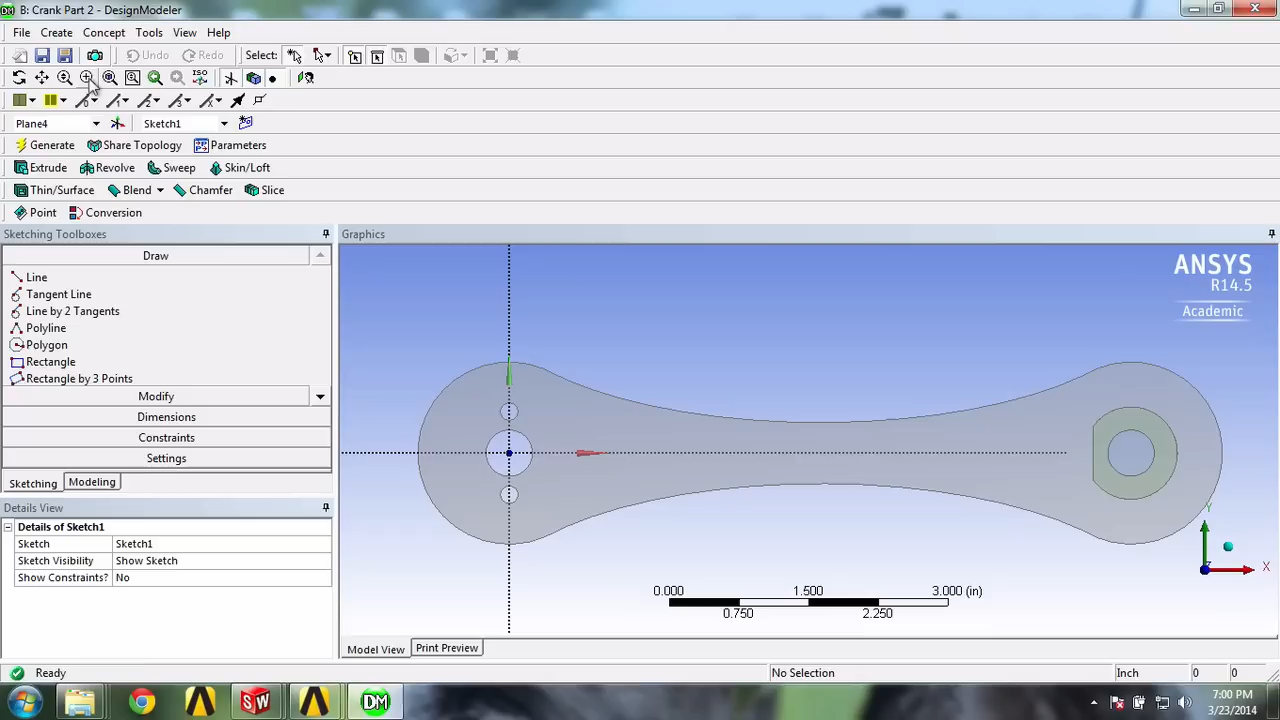 B: Crank Part 2 - DesignModeler
File Create Concept Tools View Help
Undo Redo Select:
ISO
Plane4 Sketch1
Generate Share Topology Parameters
Extrude Revolve Sweep Skin/Loft
Thin/Surface Blend Chamfer Slice
Point Conversion
Sketching Toolboxes
Draw
Line
Tangent Line
Line by 2 Tangents
Polyline
Polygon
Rectangle
Rectangle by 3 Points
Modify
Dimensions
Constraints
Settings
Sketching Modeling
Details View
Details of Sketch1
Sketch Sketch1
Sketch Visibility Show Sketch
Show Constraints? No
Graphics
ANSYS
R14.5
Academic
Y
X
0.000 1.500 3.000 (in)
0.750 2.250
Model View Print Preview
Ready No Selection Inch 0 0
SW DM
7:00 PM
3/23/2014